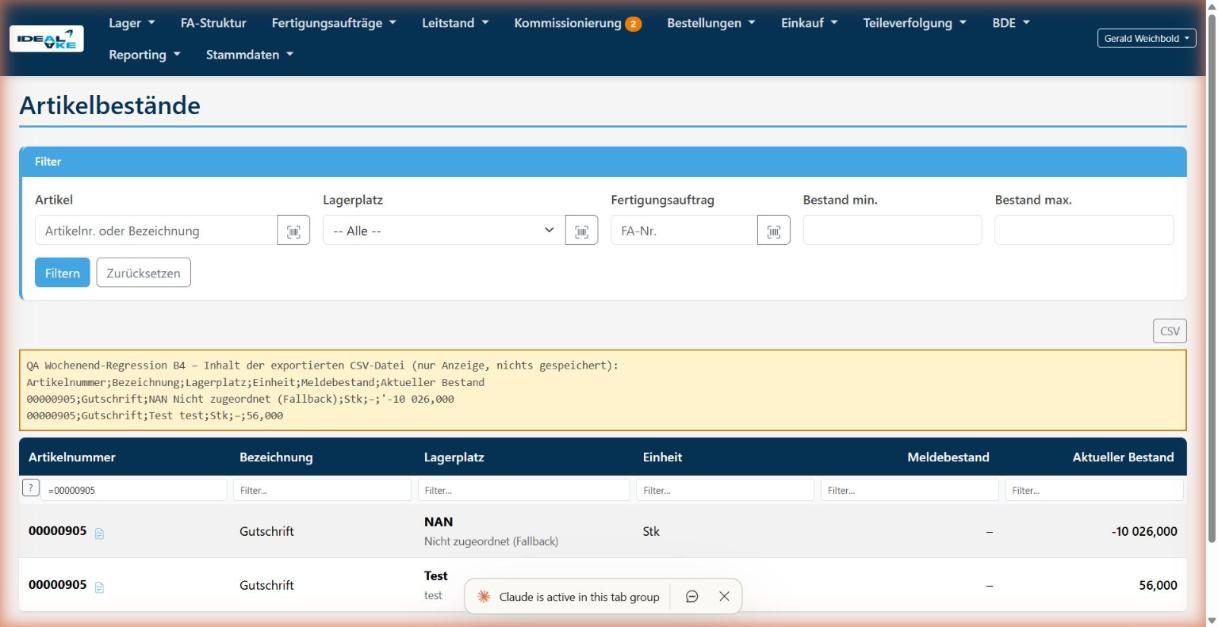 IDEAL AKE
Lager FA-Struktur Fertigungsaufträge Leitstand Kommissionierung 2 Bestellungen Einkauf Teileverfolgung BDE
Gerald Weichbold
Reporting Stammdaten
Artikelbestände
Filter
Artikel Lagerplatz Fertigungsauftrag Bestand min. Bestand max.
Artikelnr. oder Bezeichnung -- Alle -- FA-Nr.
Filtern Zurücksetzen
CSV
QA Wochenend-Regression B4 – Inhalt der exportierten CSV-Datei (nur Anzeige, nichts gespeichert):
Artikelnummer;Bezeichnung;Lagerplatz;Einheit;Meldebestand;Aktueller Bestand
00000905;Gutschrift;NAN Nicht zugeordnet (Fallback);Stk;–;'-10 026,000
00000905;Gutschrift;Test test;Stk;–;56,000
Artikelnummer Bezeichnung Lagerplatz Einheit Meldebestand Aktueller Bestand
? =00000905 Filter... Filter... Filter... Filter... Filter...
00000905 Gutschrift NAN Stk – -10 026,000
Nicht zugeordnet (Fallback)
00000905 Gutschrift Test – 56,000
test
Claude is active in this tab group